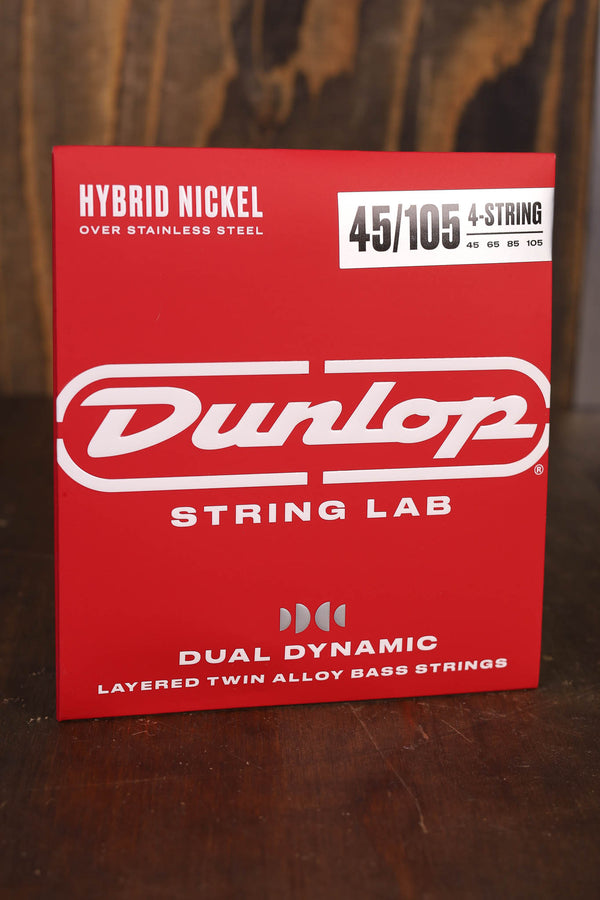 HYBRID NICKEL
OVER STAINLESS STEEL
45/105
4-STRING
45 65 85 105
Dunlop®
STRING LAB
DUAL DYNAMIC
LAYERED TWIN ALLOY BASS STRINGS